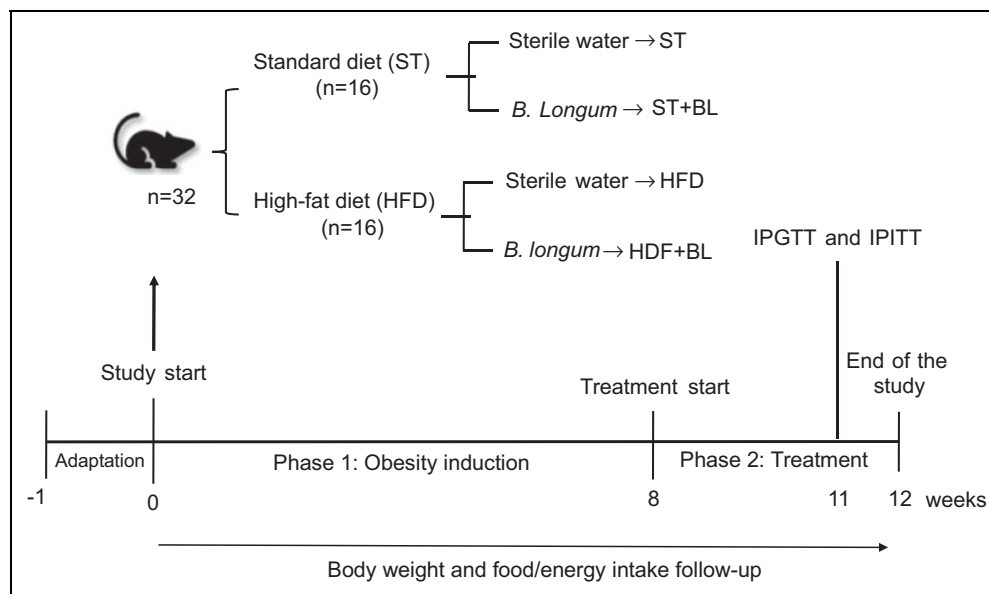 Sterile water → ST
Standard diet (ST)
(n=16)
B. Longum → ST+BL
n=32
Sterile water → HFD
High-fat diet (HFD)
(n=16)
B. longum → HDF+BL
IPGTT and IPITT
Study start
Treatment start
End of the
study
Adaptation
Phase 1: Obesity induction
Phase 2: Treatment
-1 0 8 11 12 weeks
Body weight and food/energy intake follow-up